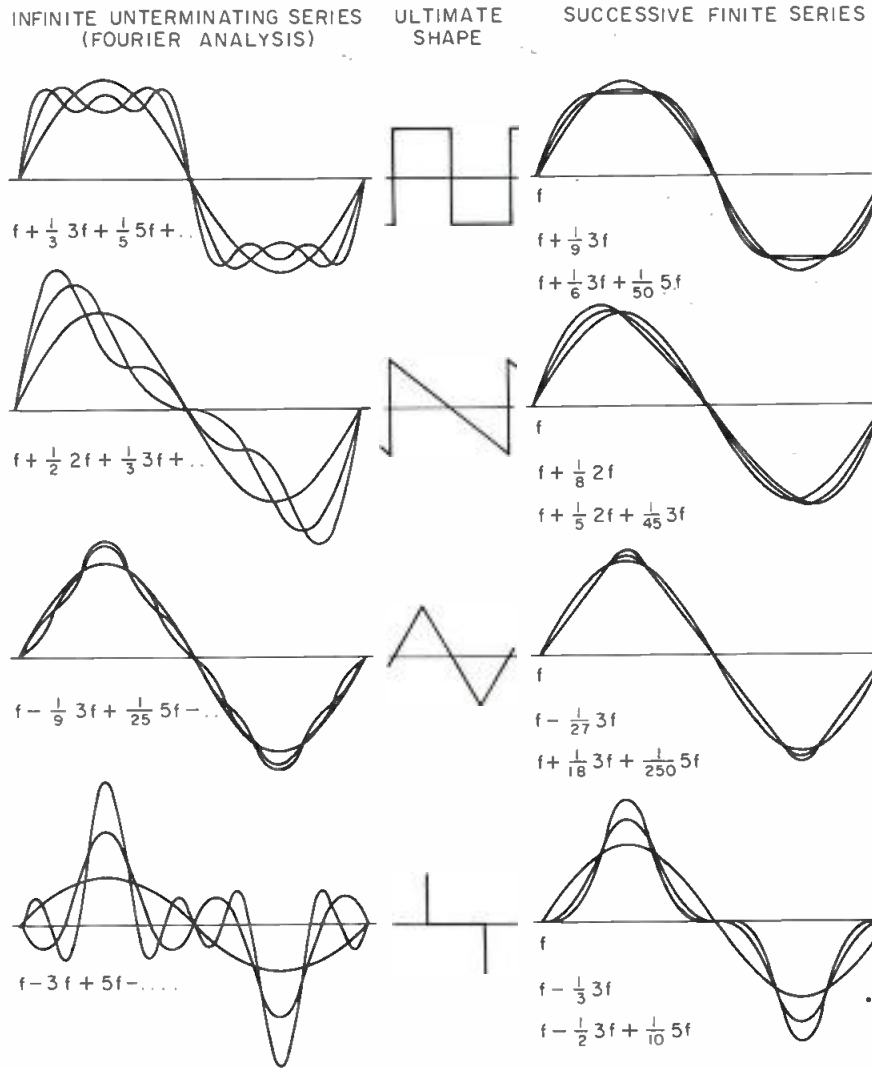 INFINITE UNTERMINATING SERIES
(FOURIER ANALYSIS)
ULTIMATE
SHAPE
SUCCESSIVE FINITE SERIES
f + 1/3 3f + 1/5 5f + ..
f
f + 1/9 3f
f + 1/6 3f + 1/50 5f
f + 1/2 2f + 1/3 3f + ..
f
f + 1/8 2f
f + 1/5 2f + 1/45 3f
f - 1/9 3f + 1/25 5f - ..
f
f - 1/27 3f
f + 1/18 3f + 1/250 5f
f - 3f + 5f - ....
f
f - 1/3 3f
f - 1/2 3f + 1/10 5f